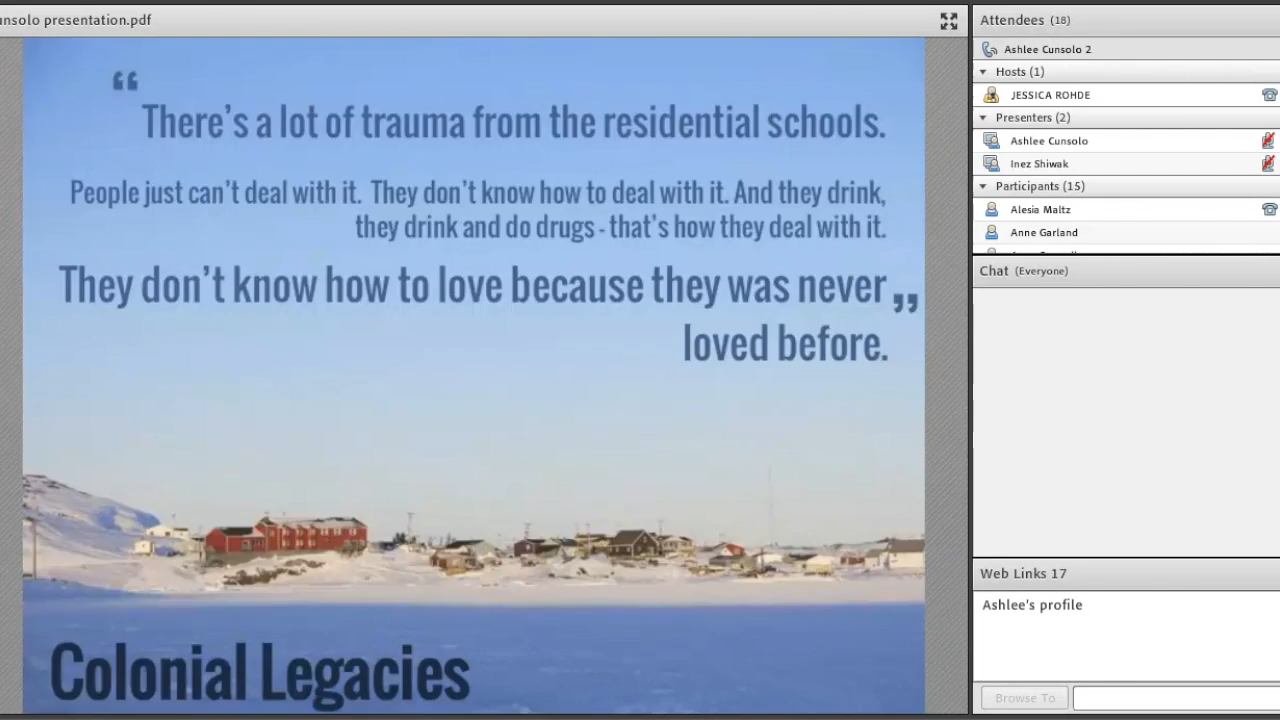 unsolo presentation.pdf
“
There's a lot of trauma from the residential schools.
People just can't deal with it. They don't know how to deal with it. And they drink,
they drink and do drugs - that's how they deal with it.
They don't know how to love because they was never
loved before.
”
Colonial Legacies
Attendees (18)
Ashlee Cunsolo 2
Hosts (1)
JESSICA ROHDE
Presenters (2)
Ashlee Cunsolo
Inez Shiwak
Participants (15)
Alesia Maltz
Anne Garland
Chat (Everyone)
Web Links 17
Ashlee's profile
Browse To